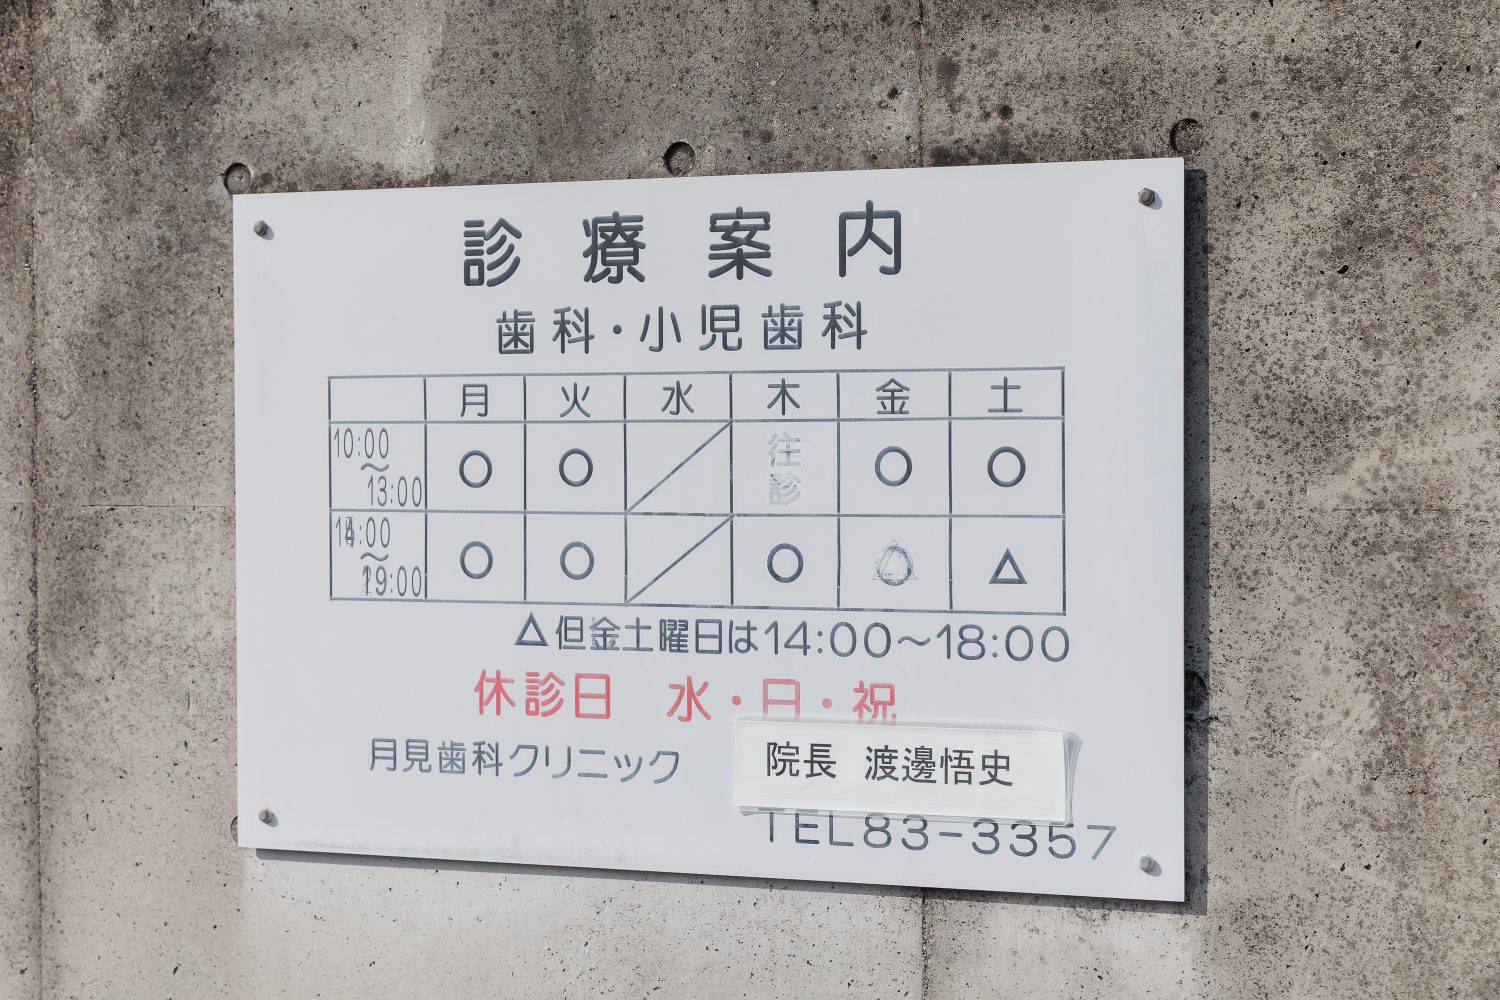 診療案内
歯科・小児歯科
月 火 水 木 金 土
10:00〜13:00 ○ ○ ／ 往診 ○ ○
14:00〜19:00 ○ ○ ／ ○ △
△但金土曜日は14:00〜18:00
休診日 水・日・祝
月見歯科クリニック
院長 渡邊悟史
TEL83-3357